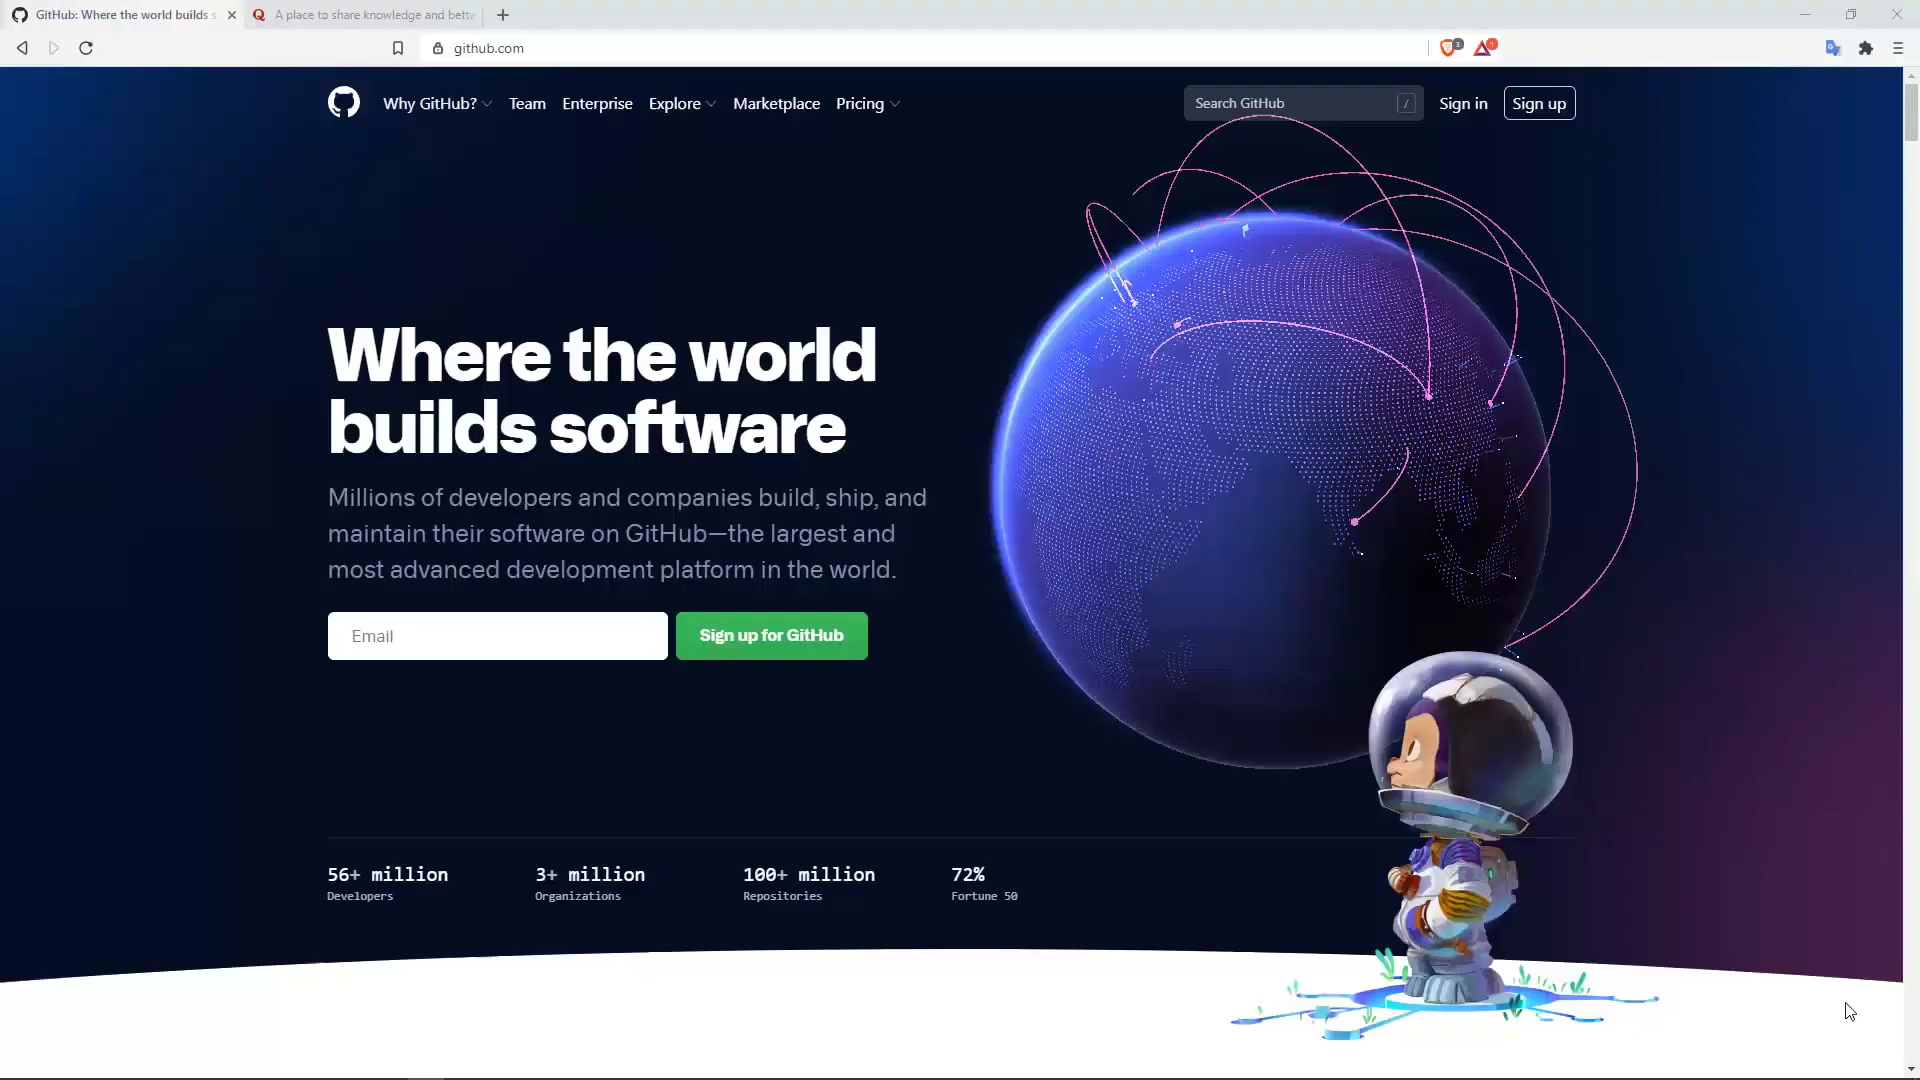 GitHub: Where the world builds s
A place to share knowledge and bette
github.com
3
1
Why GitHub?
Team
Enterprise
Explore
Marketplace
Pricing
Search GitHub
/
Sign in
Sign up
Where the world
builds software
Millions of developers and companies build, ship, and
maintain their software on GitHub—the largest and
most advanced development platform in the world.
Email
Sign up for GitHub
56+ million
Developers
3+ million
Organizations
100+ million
Repositories
72%
Fortune 50